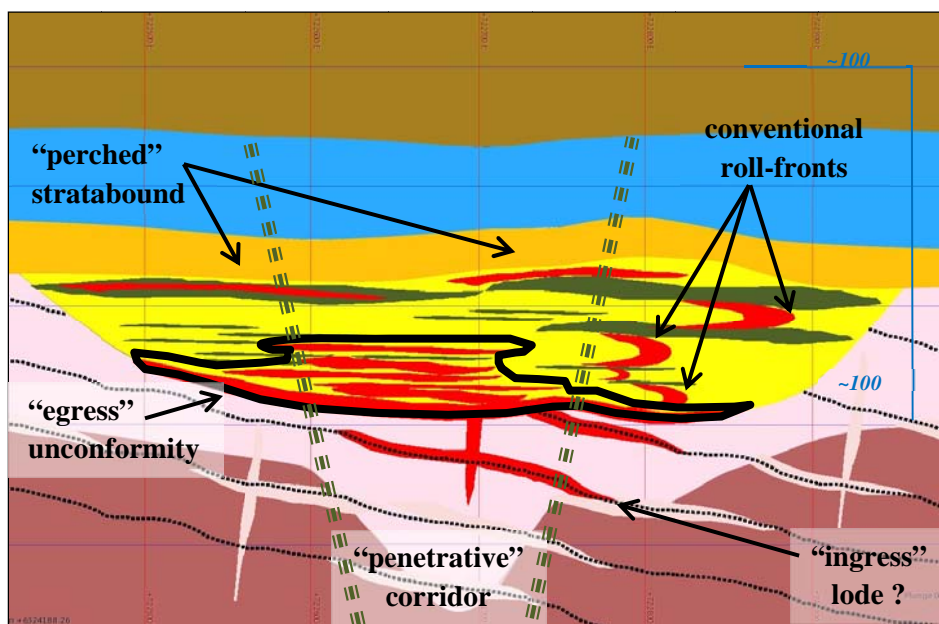 ~100
conventional
roll-fronts
“perched”
stratabound
~100
“egress”
unconformity
“penetrative”
corridor
“ingress”
lode ?